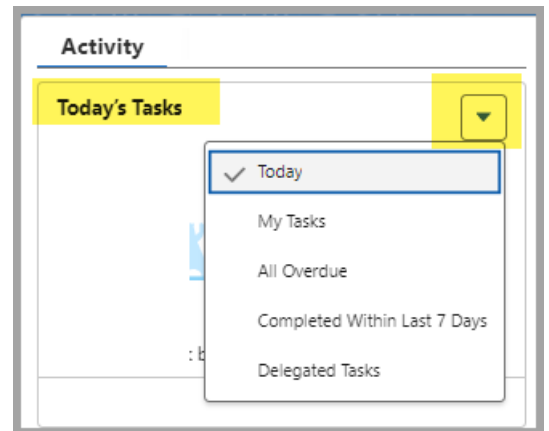 Activity
Today's Tasks
Today
My Tasks
All Overdue
Completed Within Last 7 Days
: b
Delegated Tasks